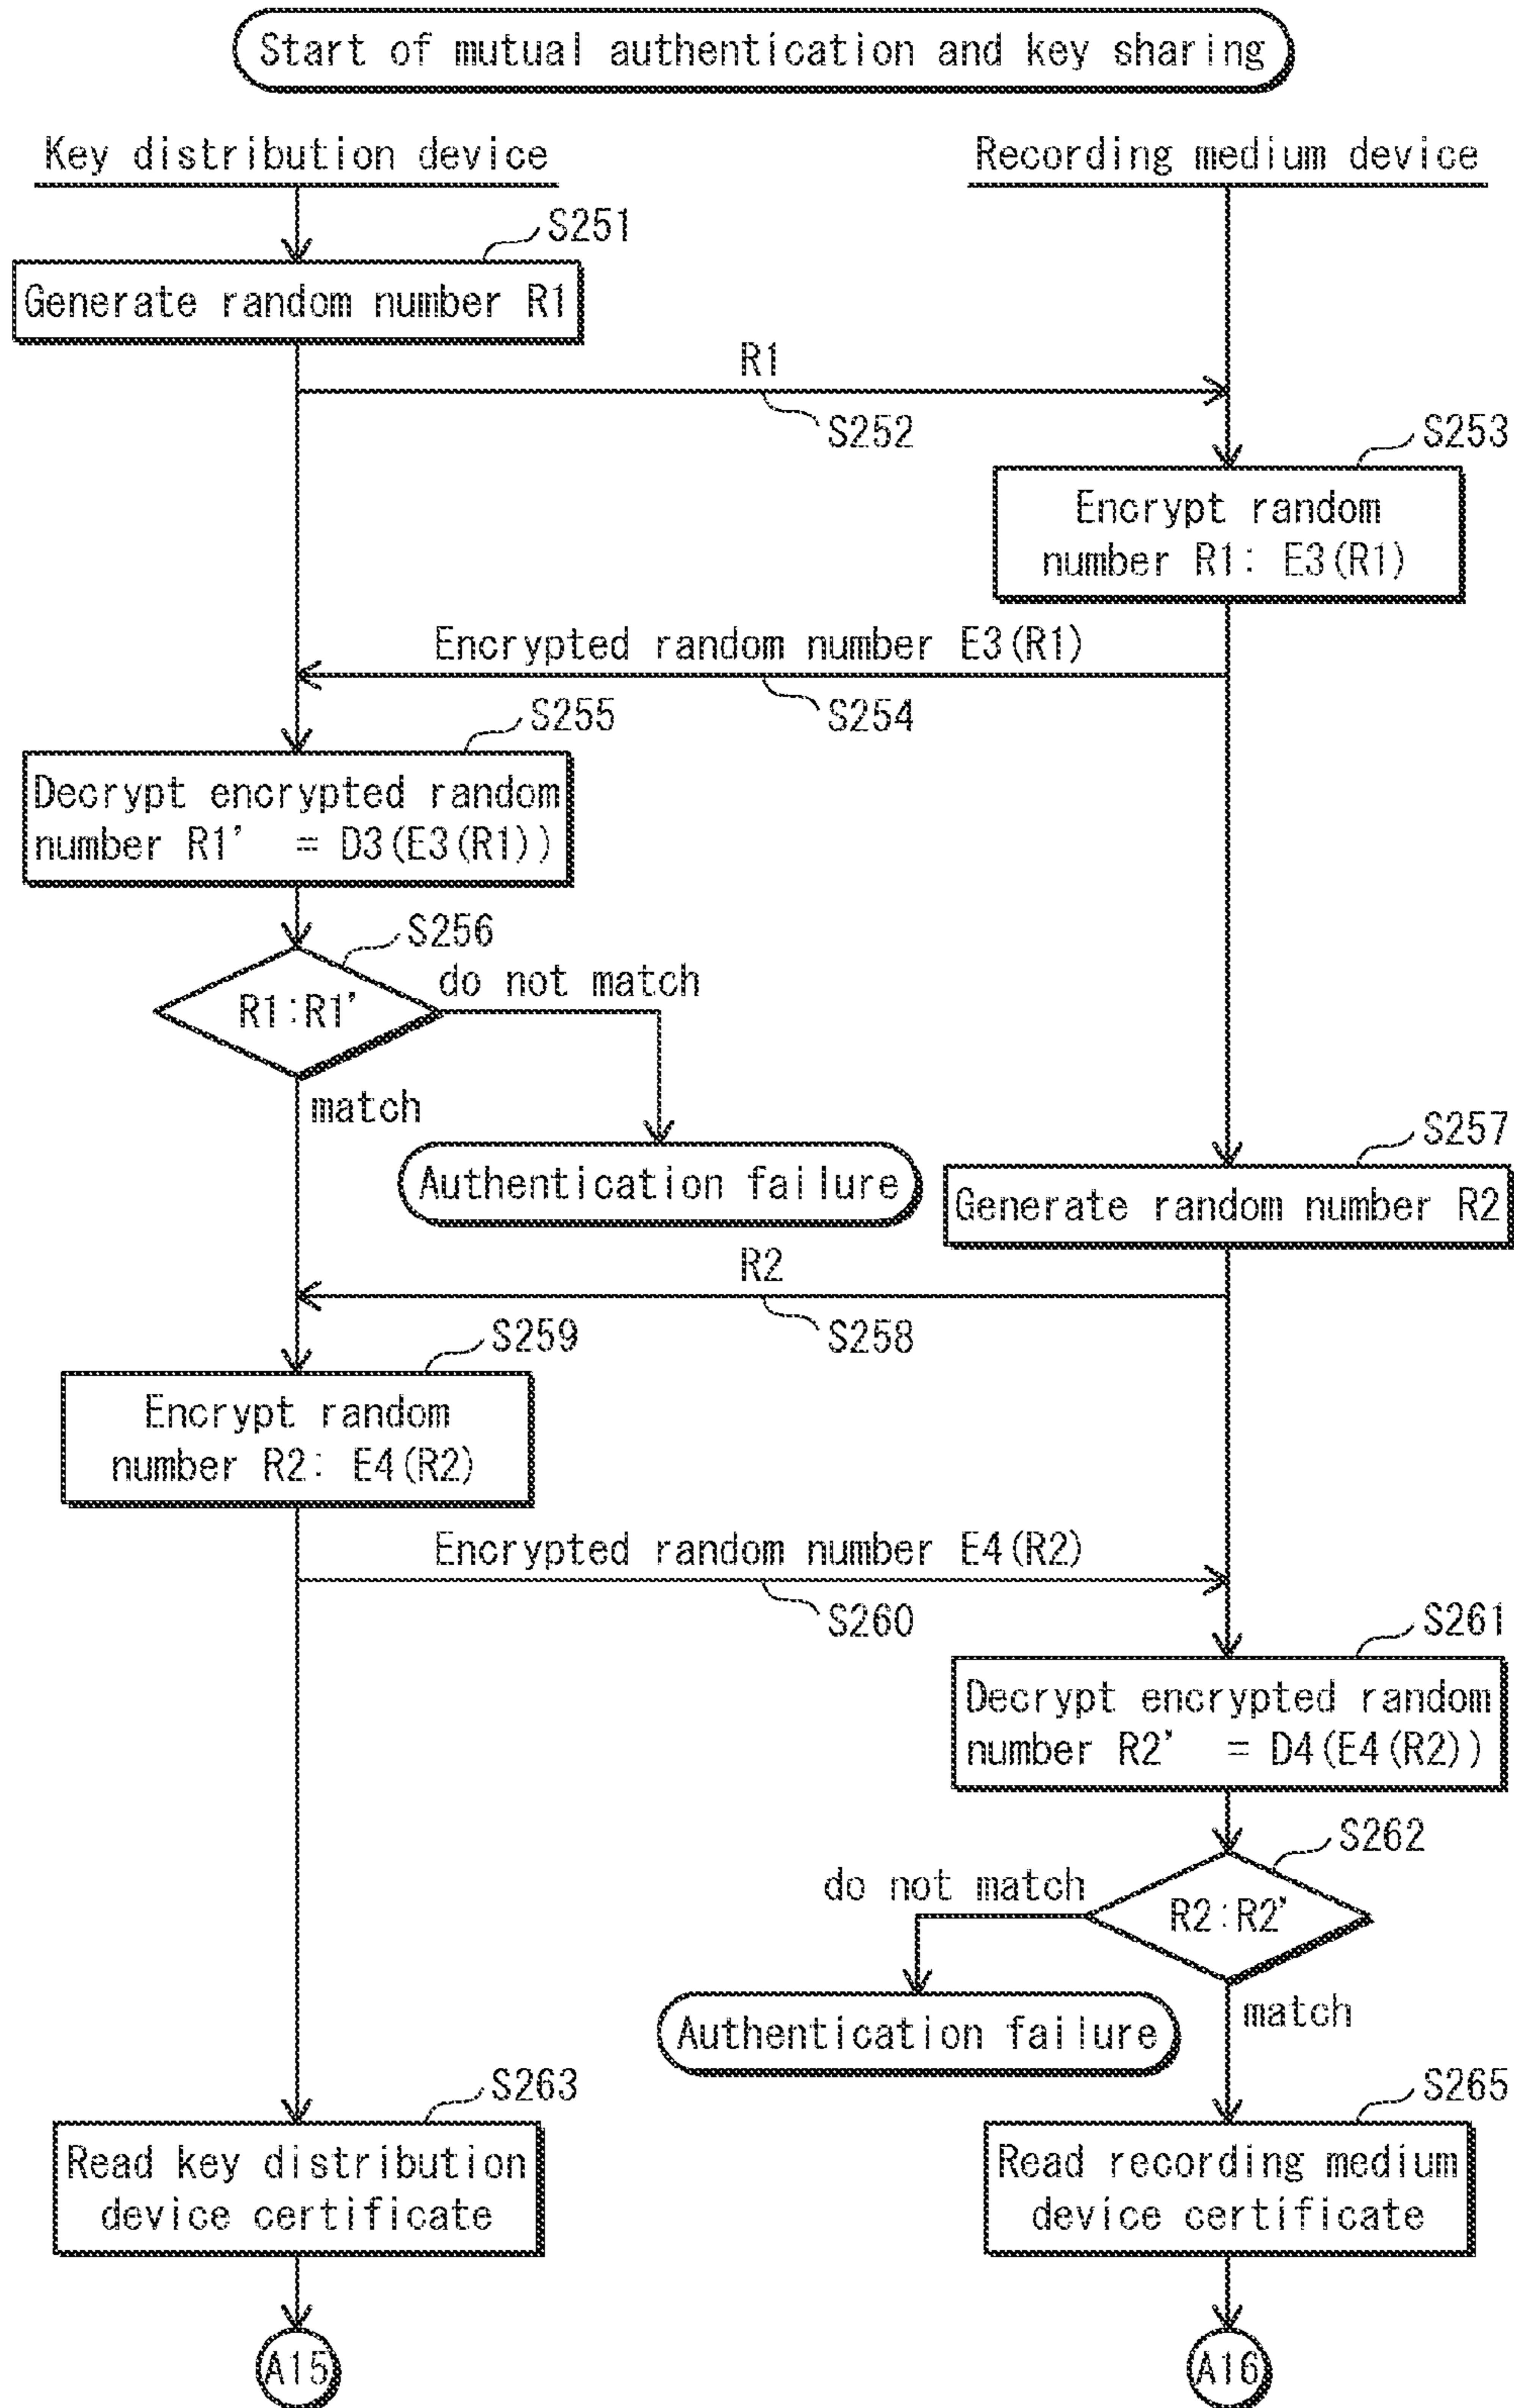 Start of mutual authentication and key sharing
Key distribution device
Recording medium device
S251
Generate random number R1
R1
S252
S253
Encrypt random
number R1: E3(R1)
Encrypted random number E3(R1)
S254
S255
Decrypt encrypted random
number R1' = D3(E3(R1))
S256
R1:R1'
do not match
match
Authentication failure
S257
Generate random number R2
R2
S258
S259
Encrypt random
number R2: E4(R2)
Encrypted random number E4(R2)
S260
S261
Decrypt encrypted random
number R2' = D4(E4(R2))
S262
do not match
R2:R2'
match
Authentication failure
S263
Read key distribution
device certificate
S265
Read recording medium
device certificate
A15
A16